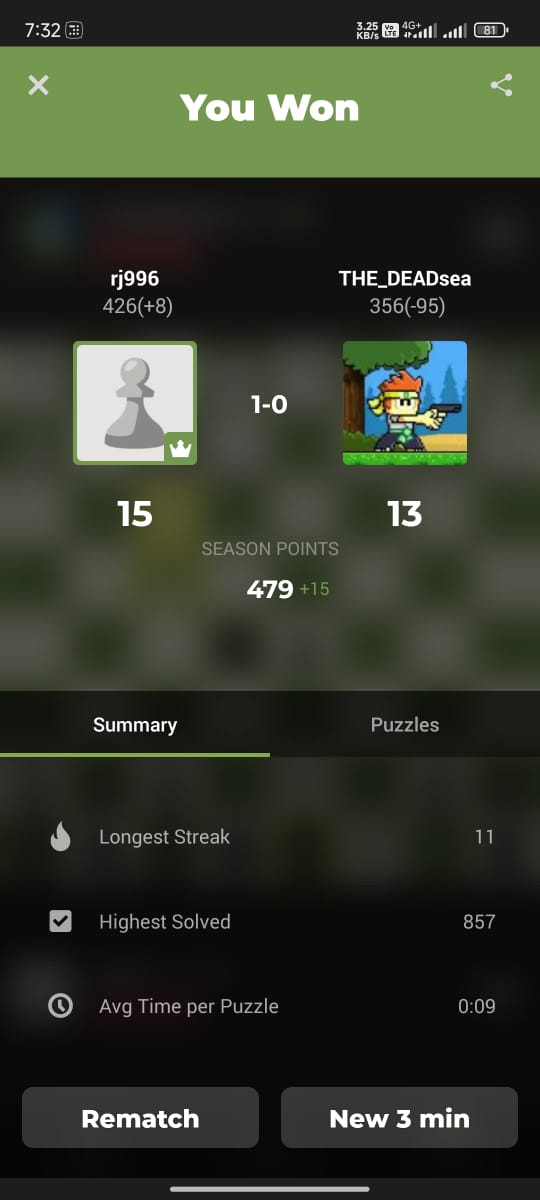 7:32
3.25 KB/s Vo LTE 4G+ 81
You Won
rj996 THE_DEADsea
426(+8) 356(-95)
1-0
15 13
SEASON POINTS
479 +15
Summary Puzzles
Longest Streak 11
Highest Solved 857
Avg Time per Puzzle 0:09
Rematch New 3 min